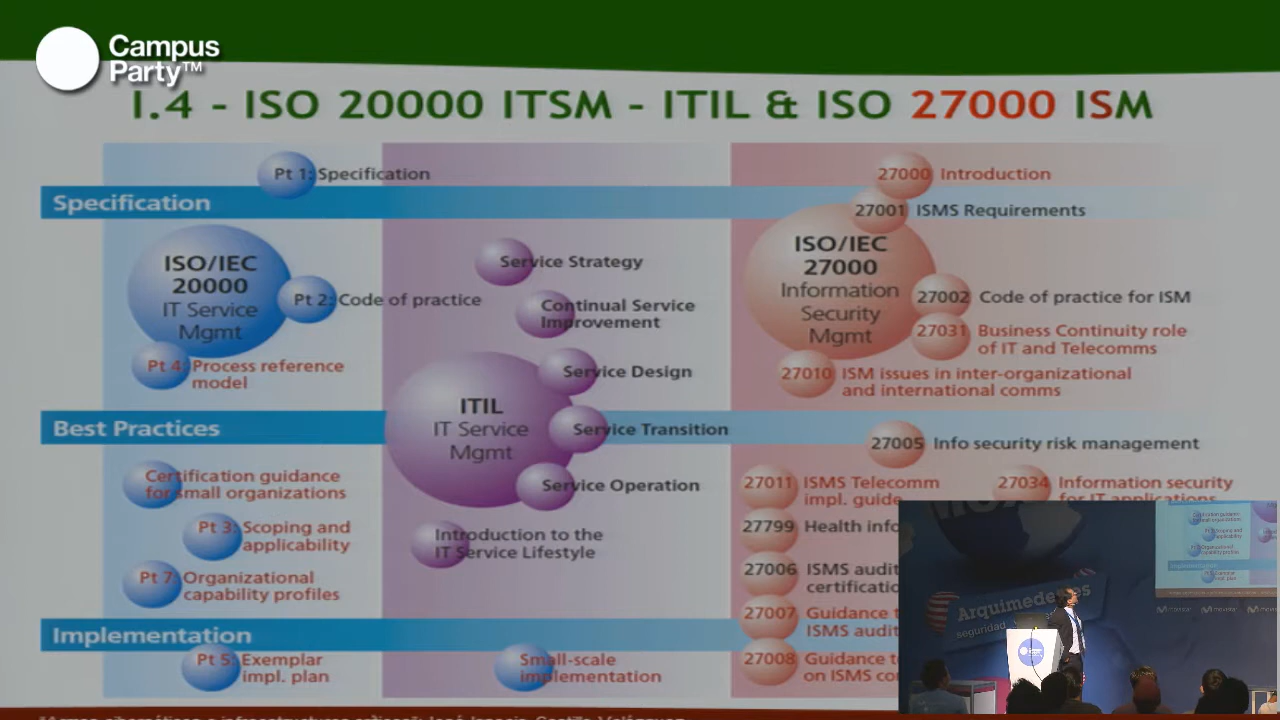 Campus
Party™
I.4 - ISO 20000 ITSM - ITIL & ISO 27000 ISM
Pt 1: Specification
27000 Introduction
Specification
27001 ISMS Requirements
ISO/IEC
20000
IT Service
Mgmt
Pt 2: Code of practice
Pt 4: Process reference
model
Service Strategy
Continual Service
Improvement
Service Design
ISO/IEC
27000
Information
Security
Mgmt
27002 Code of practice for ISM
27031 Business Continuity role
of IT and Telecomms
27010 ISM issues in inter-organizational
and international comms
Best Practices
ITIL
IT Service
Mgmt
Service Transition
27005 Info security risk management
Certification guidance
for small organizations
Service Operation
27011 ISMS Telecomm
impl. guide
27034 Information security
for IT applications
Pt 3: Scoping and
applicability
Introduction to the
IT Service Lifestyle
27799 Health info
Pt 7: Organizational
capability profiles
27006 ISMS audit
certificatio
27007 Guidance t
ISMS audit
Implementation
Pt 5: Exemplar
impl. plan
Small-scale
implementation
27008 Guidance to
on ISMS co
Arquimedes
seguridad
movistar